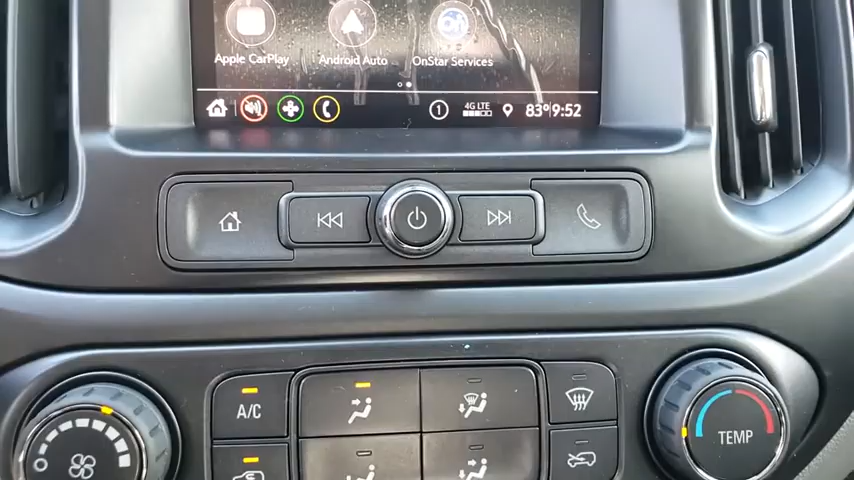 Apple CarPlay Android Auto OnStar Services
1 4G LTE 83° 9:52
A/C
TEMP